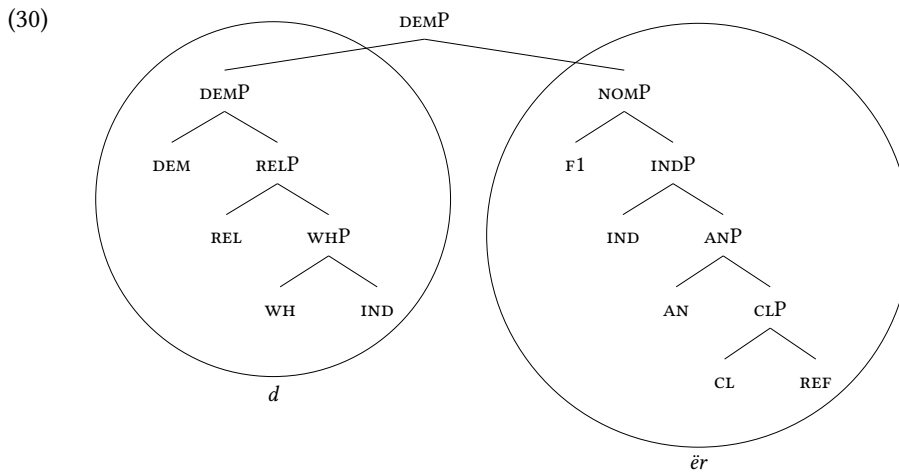 (30)
DEMP
DEMP NOMP
DEM RELP F1 INDP
REL WHP IND ANP
WH IND AN CLP
CL REF
d
ër